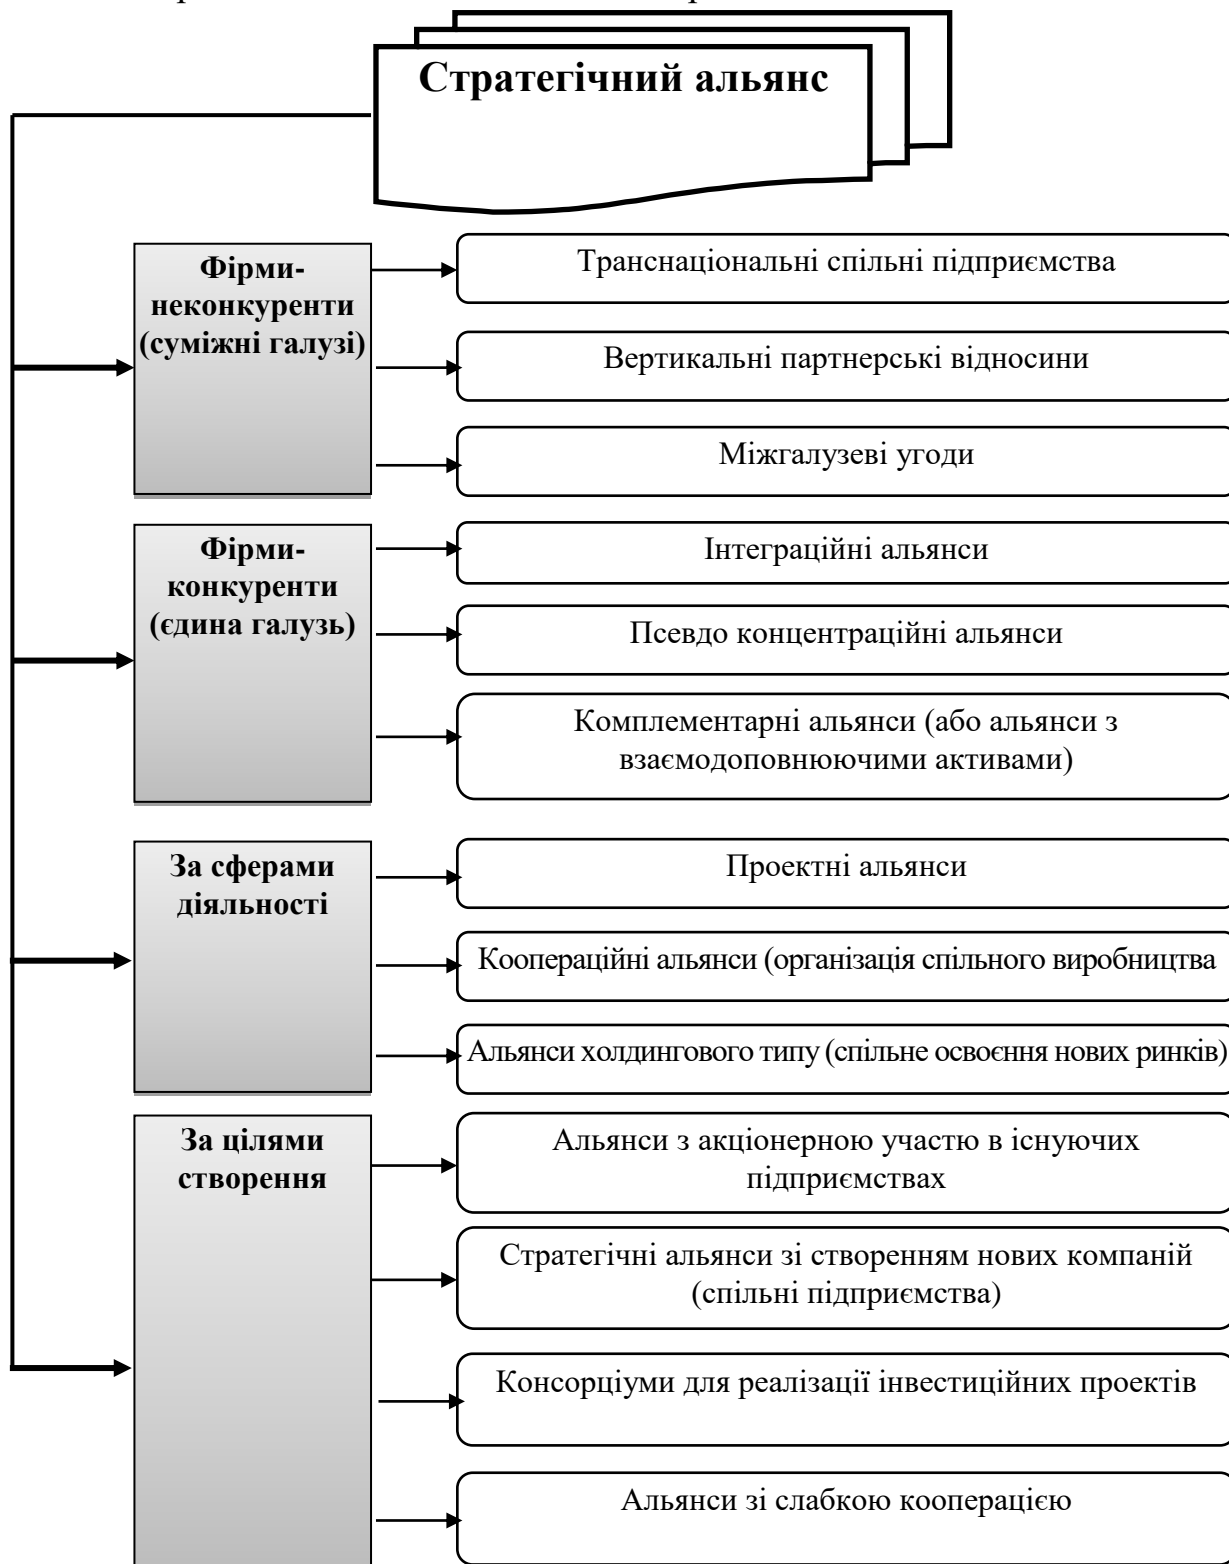 Стратегічний альянс
Фірми-
неконкуренти
(суміжні галузі)
Транснаціональні спільні підприємства
Вертикальні партнерські відносини
Міжгалузеві угоди
Фірми-
конкуренти
(єдина галузь)
Інтеграційні альянси
Псевдо концентраційні альянси
Комплементарні альянси (або альянси з
взаємодоповнюючими активами)
За сферами
діяльності
Проектні альянси
Коопераційні альянси (організація спільного виробництва
Альянси холдингового типу (спільне освоєння нових ринків)
За цілями
створення
Альянси з акціонерною участю в існуючих
підприємствах
Стратегічні альянси зі створенням нових компаній
(спільні підприємства)
Консорціуми для реалізації інвестиційних проектів
Альянси зі слабкою кооперацією